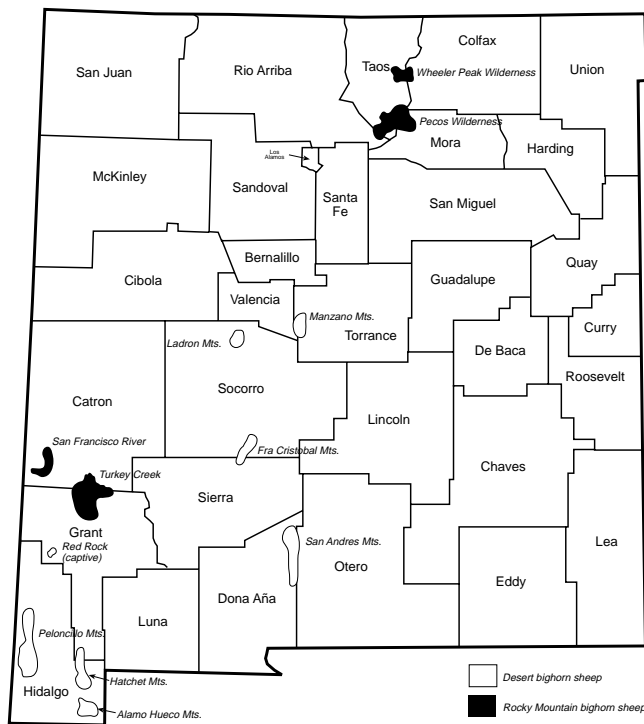 Colfax
San Juan
Rio Arriba
Taos
Union
Wheeler Peak Wilderness
Pecos Wilderness
Los
Alamos
Mora
Harding
McKinley
Sandoval
Santa
Fe
San Miguel
Bernalillo
Quay
Cibola
Guadalupe
Valencia
Manzano Mts.
Torrance
Curry
Ladron Mts.
De Baca
Roosevelt
Socorro
Catron
Lincoln
San Francisco River
Fra Cristobal Mts.
Turkey Creek
Chaves
Sierra
Grant
Red Rock
(captive)
San Andres Mts.
Otero
Lea
Eddy
Dona Aña
Luna
Peloncillo Mts.
Hatchet Mts.
Hidalgo
Alamo Hueco Mts.
Desert bighorn sheep
Rocky Mountain bighorn sheep